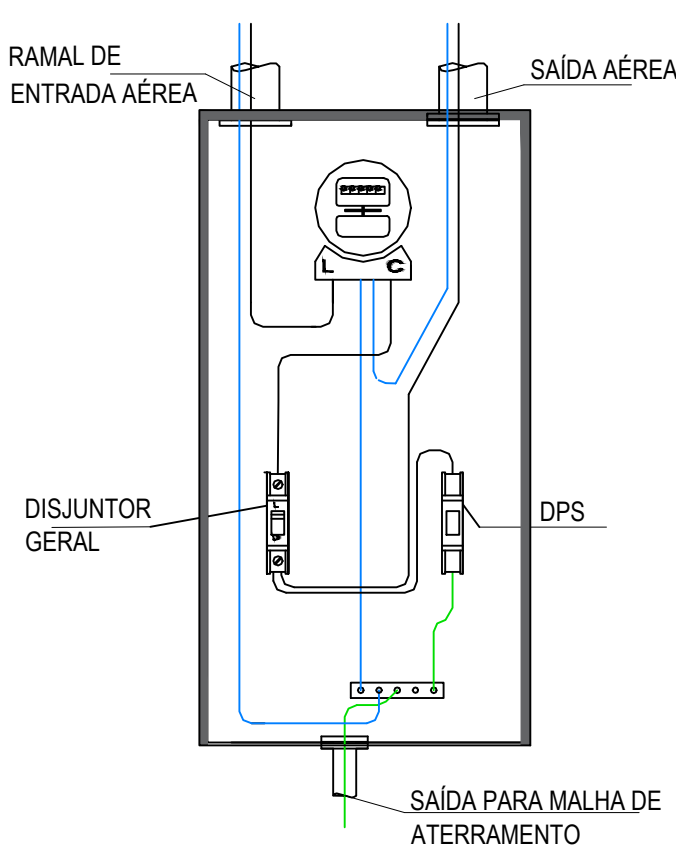 RAMAL DE
ENTRADA AÉREA
SAÍDA AÉREA
L C
DISJUNTOR
GERAL
L
DPS
SAÍDA PARA MALHA DE
ATERRAMENTO